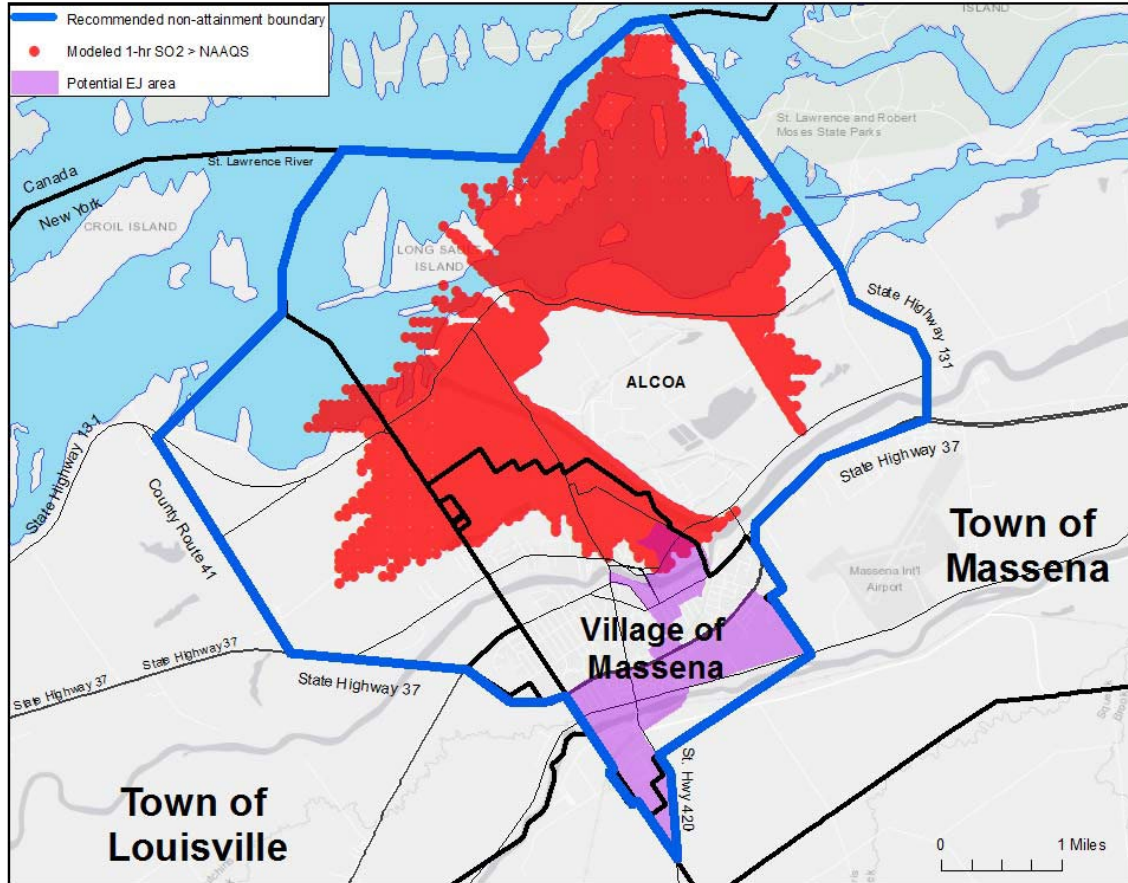 Recommended non-attainment boundary
Modeled 1-hr SO2 > NAAQS
Potential EJ area
ISLAND
St. Lawrence and Robert
Moses State Parks
St. Lawrence River
Canada
New York
CROIL ISLAND
LONG SAULT
ISLAND
State Highway 131
ALCOA
State Highway 131
County Route 41
State Highway 37
Town of
Massena
Massena Int'l
Airport
Village of
Massena
State Highway 37
State Highway 37
State Highway 37
St. Hwy 420
Brook
Town of
Louisville
0
1 Miles